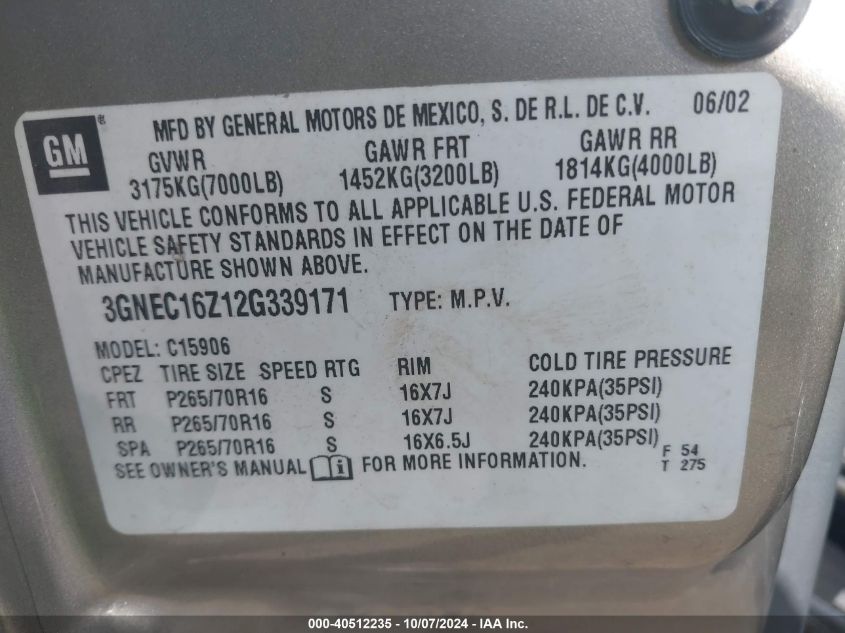 GM® MFD BY GENERAL MOTORS DE MEXICO, S. DE R.L. DE C.V. 06/02
GVWR GAWR FRT GAWR RR
3175KG(7000LB) 1452KG(3200LB) 1814KG(4000LB)
THIS VEHICLE CONFORMS TO ALL APPLICABLE U.S. FEDERAL MOTOR
VEHICLE SAFETY STANDARDS IN EFFECT ON THE DATE OF
MANUFACTURE SHOWN ABOVE.
3GNEC16Z12G339171 TYPE: M.P.V.
MODEL: C15906
CPEZ TIRE SIZE SPEED RTG RIM COLD TIRE PRESSURE
FRT P265/70R16 S 16X7J 240KPA(35PSI)
RR P265/70R16 S 16X7J 240KPA(35PSI)
SPA P265/70R16 S 16X6.5J 240KPA(35PSI) F 54
SEE OWNER'S MANUAL i FOR MORE INFORMATION. T 275
000-40512235 - 10/07/2024 - IAA Inc.